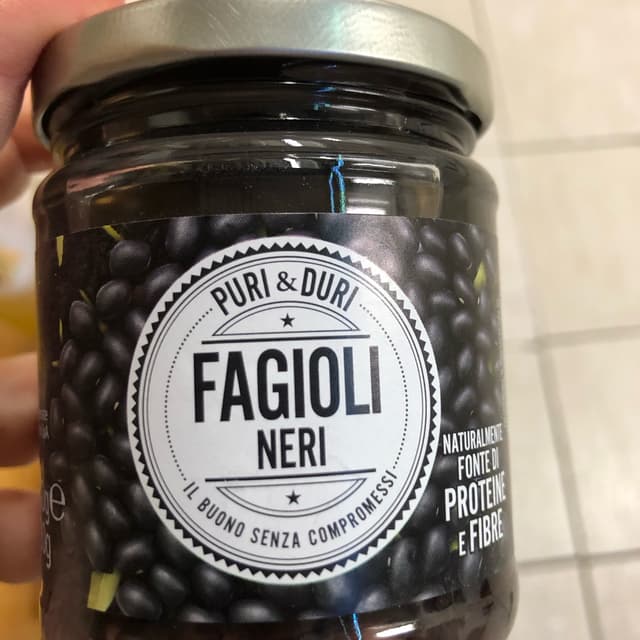 PURI & DURI
FAGIOLI
NERI
IL BUONO SENZA COMPROMESSI
NATURALMENTE
FONTE DI
PROTEINE
E FIBRE